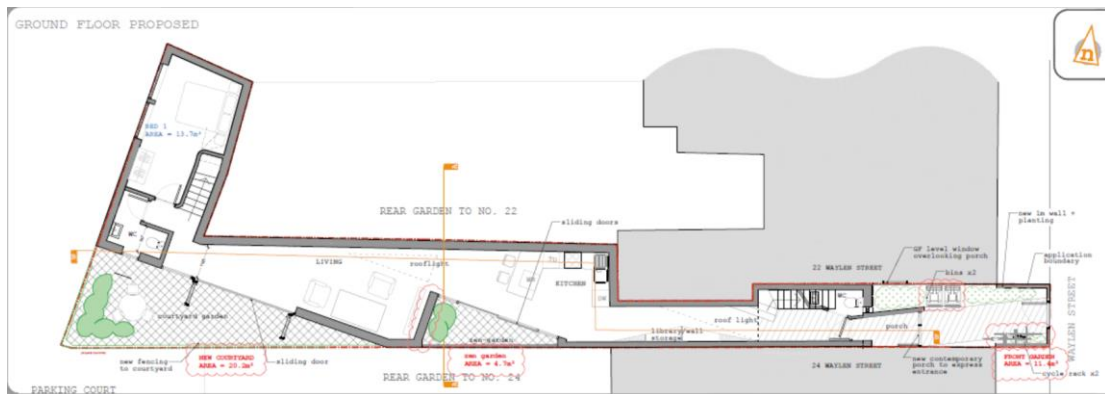 GROUND FLOOR PROPOSED
n
BED 1
AREA = 13.7m²
REAR GARDEN TO NO. 22
sliding doors
new 1m wall +
planting
WC
LIVING
rooflight
KITCHEN
GF level window
overlooking porch
22 WAYLEN STREET
bins x2
application
boundary
WC
WAYLEN STREET
courtyard garden
zen garden
roof light
library/wall
storage
porch
new fencing
to courtyard
NEW COURTYARD
AREA = 20.2m²
sliding door
zen garden
AREA = 4.7m²
24 WAYLEN STREET
new contemporary
porch to express
entrance
FRONT GARDEN
AREA = 11.4m²
cycle rack x2
PARKING COURT
REAR GARDEN TO NO. 24